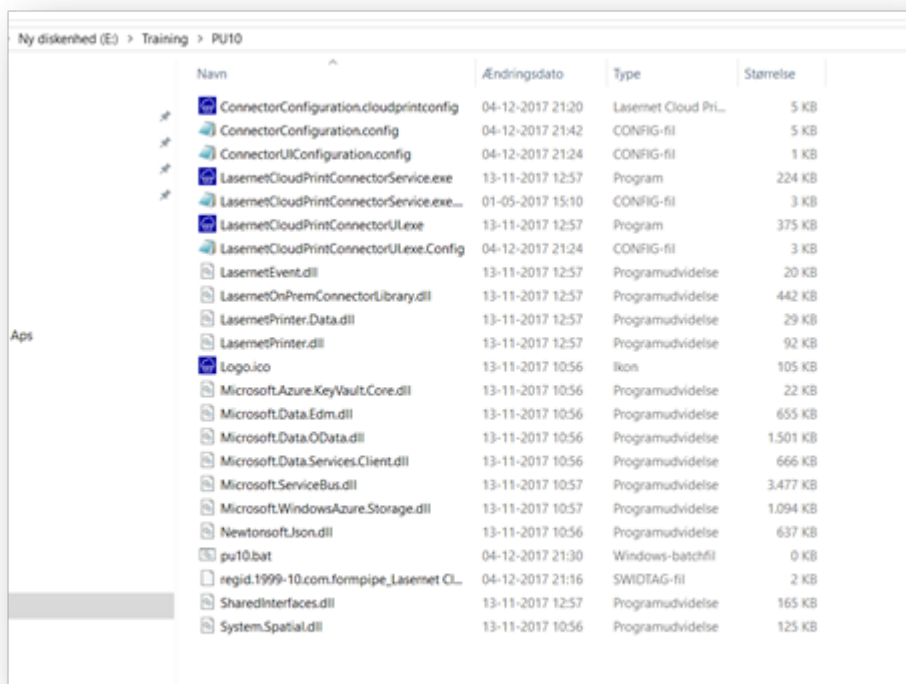 Ny diskenhed (E:) > Training > PU10
Navn Ændringsdato Type Størrelse
ConnectorConfiguration.cloudprintconfig 04-12-2017 21:20 Lasernet Cloud Pri... 5 KB
ConnectorConfiguration.config 04-12-2017 21:42 CONFIG-fil 5 KB
ConnectorUIConfiguration.config 04-12-2017 21:24 CONFIG-fil 1 KB
LasernetCloudPrintConnectorService.exe 13-11-2017 12:57 Program 224 KB
LasernetCloudPrintConnectorService.exe... 01-05-2017 15:10 CONFIG-fil 3 KB
LasernetCloudPrintConnectorUI.exe 13-11-2017 12:57 Program 375 KB
LasernetCloudPrintConnectorUI.exe.Config 04-12-2017 21:24 CONFIG-fil 3 KB
LasernetEvent.dll 13-11-2017 12:57 Programudvidelse 20 KB
LasernetOnPremConnectorLibrary.dll 13-11-2017 12:57 Programudvidelse 442 KB
LasernetPrinter.Data.dll 13-11-2017 12:57 Programudvidelse 29 KB
Aps
LasernetPrinter.dll 13-11-2017 12:57 Programudvidelse 92 KB
Logo.ico 13-11-2017 10:56 Ikon 105 KB
Microsoft.Azure.KeyVault.Core.dll 13-11-2017 10:56 Programudvidelse 22 KB
Microsoft.Data.Edm.dll 13-11-2017 10:56 Programudvidelse 655 KB
Microsoft.Data.OData.dll 13-11-2017 10:56 Programudvidelse 1.501 KB
Microsoft.Data.Services.Client.dll 13-11-2017 10:56 Programudvidelse 666 KB
Microsoft.ServiceBus.dll 13-11-2017 10:57 Programudvidelse 3.477 KB
Microsoft.WindowsAzure.Storage.dll 13-11-2017 10:57 Programudvidelse 1.094 KB
Newtonsoft.Json.dll 13-11-2017 10:56 Programudvidelse 637 KB
pu10.bat 04-12-2017 21:30 Windows-batchfil 0 KB
regid.1999-10.com.formpipe_Lasernet Cl... 04-12-2017 21:16 SWIDTAG-fil 2 KB
SharedInterfaces.dll 13-11-2017 12:57 Programudvidelse 165 KB
System.Spatial.dll 13-11-2017 10:56 Programudvidelse 125 KB